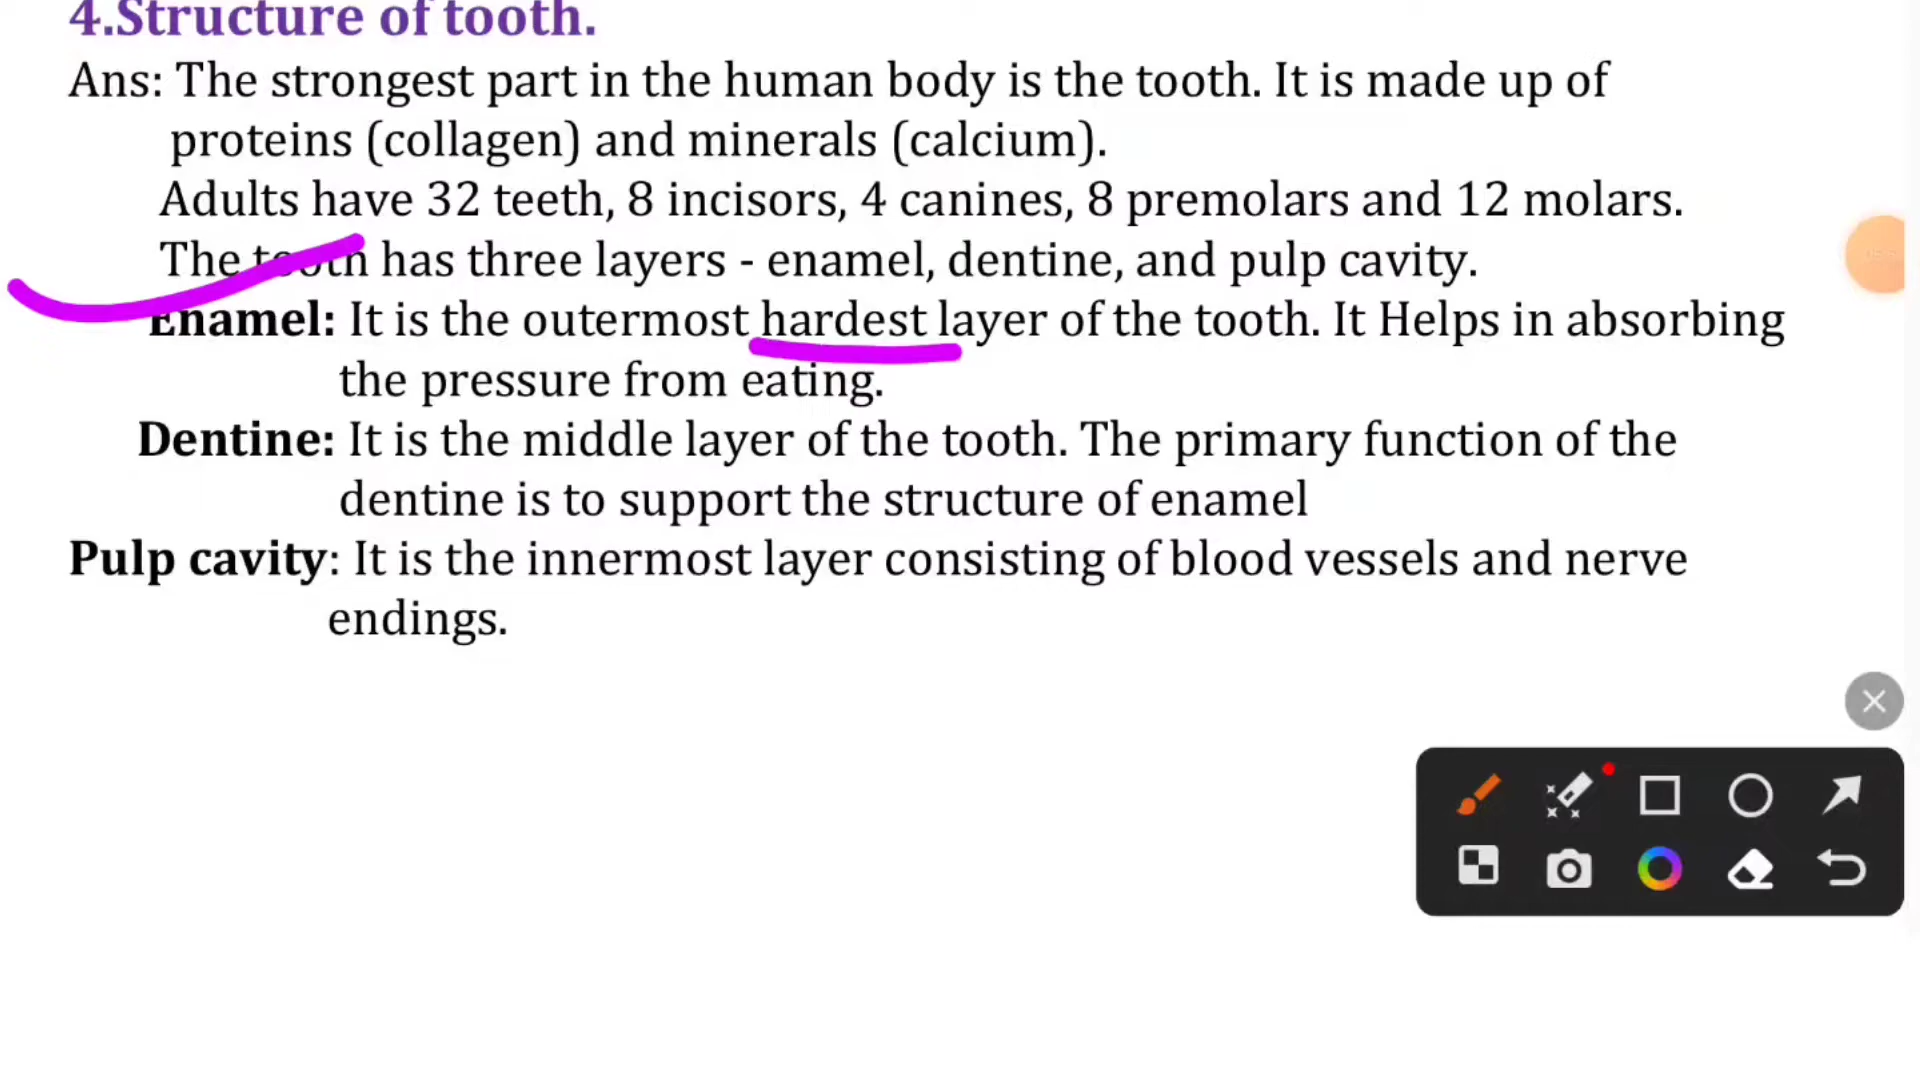 4.Structure of tooth.
Ans: The strongest part in the human body is the tooth. It is made up of
proteins (collagen) and minerals (calcium).
Adults have 32 teeth, 8 incisors, 4 canines, 8 premolars and 12 molars.
The tooth has three layers - enamel, dentine, and pulp cavity.
Enamel: It is the outermost hardest layer of the tooth. It Helps in absorbing
the pressure from eating.
Dentine: It is the middle layer of the tooth. The primary function of the
dentine is to support the structure of enamel
Pulp cavity: It is the innermost layer consisting of blood vessels and nerve
endings.